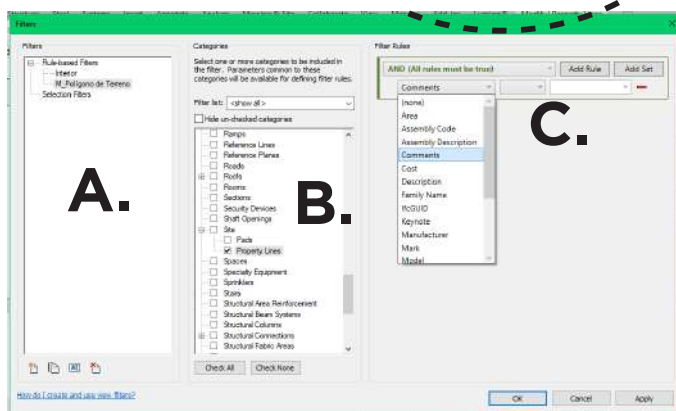 Filters
Filters
Rule-based Filters
Interior
M_Polígono de Terreno
Selection Filters
A.
How do I create and use view filters?
Categories
Select one or more categories to be included in
the filter. Parameters common to these
categories will be available for defining filter rules.
Filter list: <show all>
Hide un-checked categories
Ramps
Reference Lines
Reference Planes
Roads
Roofs
Rooms
Sections
Security Devices
Shaft Openings
Site
Pads
Property Lines
Spaces
Specialty Equipment
Sprinklers
Stairs
Structural Area Reinforcement
Structural Beam Systems
Structural Columns
Structural Connections
Structural Fabric Areas
B.
Check All Check None
Filter Rules
AND (All rules must be true) Add Rule Add Set
Comments
(none)
Area
Assembly Code
Assembly Description
Comments
Cost
Description
Family Name
IfcGUID
Keynote
Manufacturer
Mark
Model
C.
OK Cancel Apply